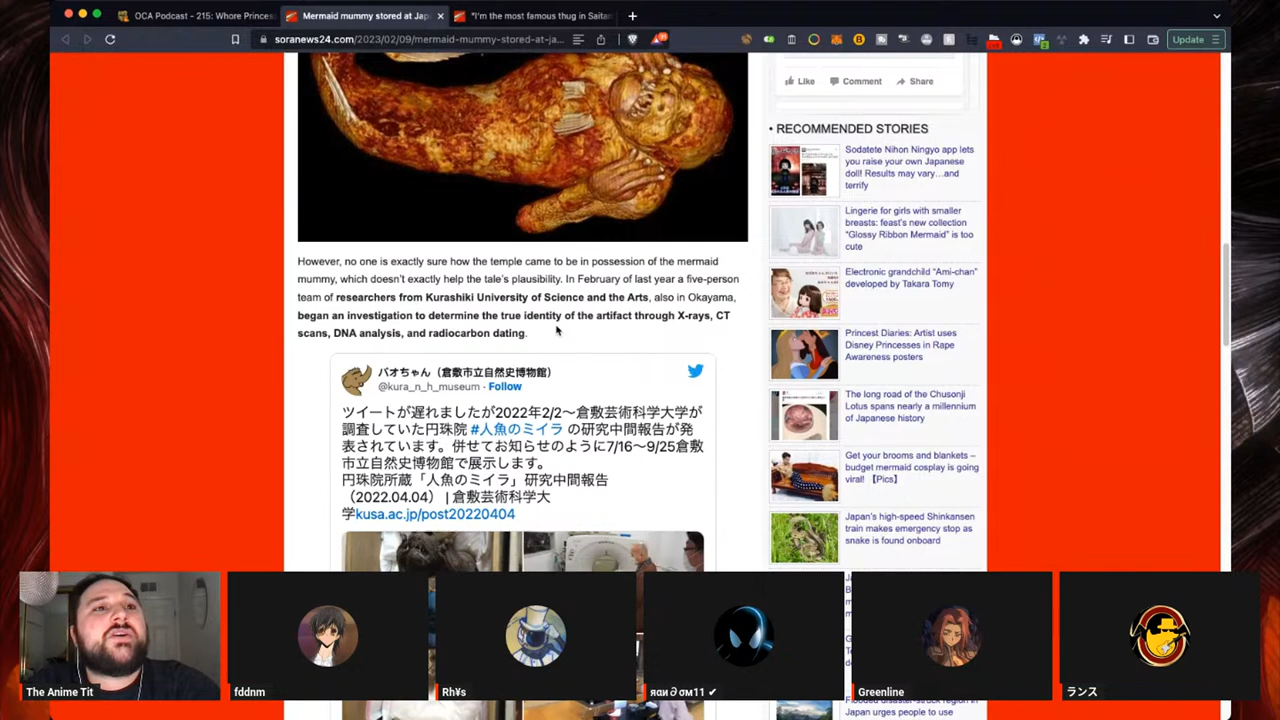 OCA Podcast - 215: Whore Princes
Mermaid mummy stored at Jap
"I'm the most famous thug in Saitan
soranews24.com/2023/02/09/mermaid-mummy-stored-at-ja...
Update
Like
Comment
Share
• RECOMMENDED STORIES
Sodatete Nihon Ningyo app lets
you raise your own Japanese
doll! Results may vary…and
terrify
Lingerie for girls with smaller
breasts: feast's new collection
"Glossy Ribbon Mermaid" is too
cute
Electronic grandchild "Ami-chan"
developed by Takara Tomy
Princest Diaries: Artist uses
Disney Princesses in Rape
Awareness posters
The long road of the Chusonji
Lotus spans nearly a millennium
of Japanese history
Get your brooms and blankets –
budget mermaid cosplay is going
viral! 【Pics】
Japan's high-speed Shinkansen
train makes emergency stop as
snake is found onboard
However, no one is exactly sure how the temple came to be in possession of the mermaid
mummy, which doesn't exactly help the tale's plausibility. In February of last year a five-person
team of researchers from Kurashiki University of Science and the Arts, also in Okayama,
began an investigation to determine the true identity of the artifact through X-rays, CT
scans, DNA analysis, and radiocarbon dating.
バオちゃん（倉敷市立自然史博物館）
@kura_n_h_museum · Follow
ツイートが遅れましたが2022年2/2〜倉敷芸術科学大学が
調査していた円珠院 #人魚のミイラ の研究中間報告が発
表されています。併せてお知らせのように7/16〜9/25倉敷
市立自然史博物館で展示します。
円珠院所蔵「人魚のミイラ」研究中間報告
（2022.04.04） | 倉敷芸術科学大
学kusa.ac.jp/post20220404
Japan urges people to use
The Anime Tit
fddnm
Rh¥s
яαи∂σм11 ✔
Greenline
ランス